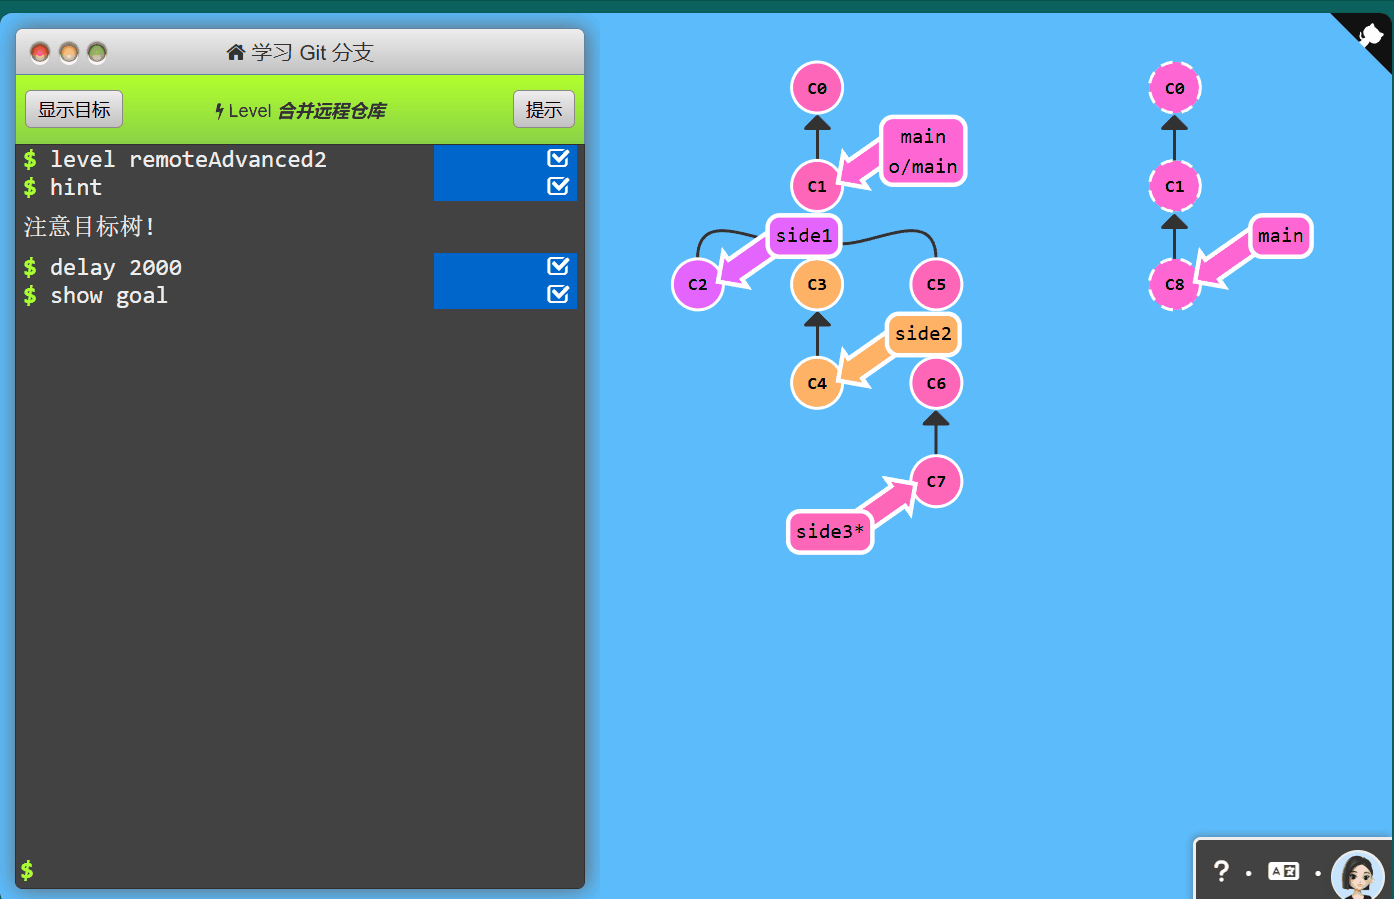 学习 Git 分支
显示目标
Level 合并远程仓库
提示
$ level remoteAdvanced2
$ hint
注意目标树!
$ delay 2000
$ show goal
$
C0
main
o/main
C1
side1
C2
C3
C5
side2
C4
C6
C7
side3*
C0
C1
main
C8
?
A 文